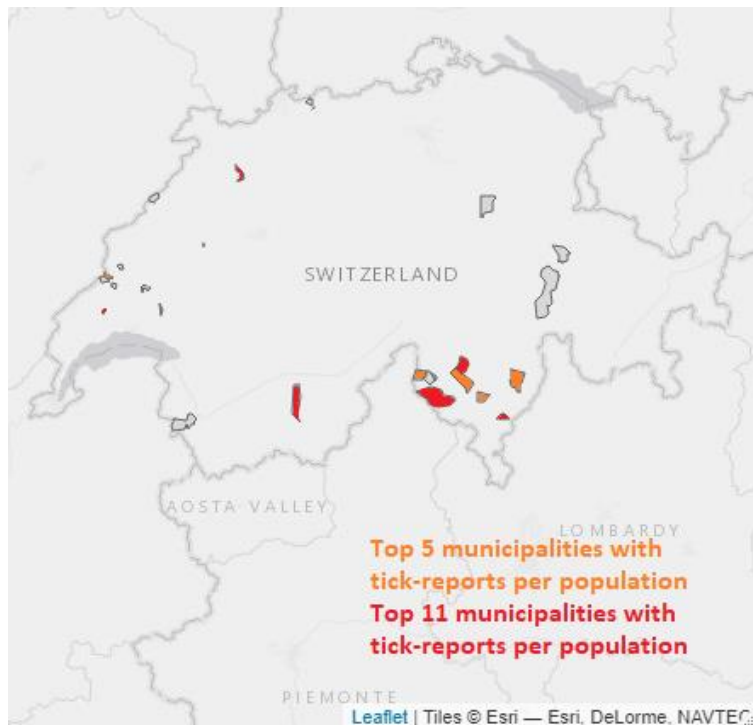 SWITZERLAND
AOSTA VALLEY
LOMBARDY
Top 5 municipalities with
tick-reports per population
Top 11 municipalities with
tick-reports per population
PIEMONTE
Leaflet | Tiles © Esri — Esri, DeLorme, NAVTEQ